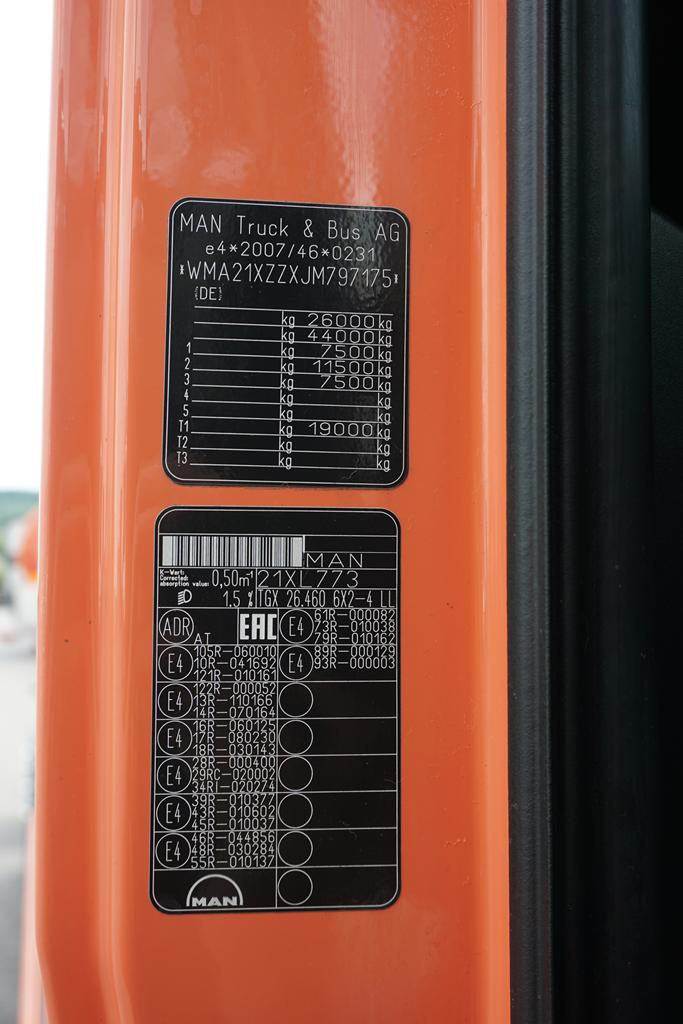 MAN Truck & Bus AG
e4*2007/46*0231
*WMA21XZZXJM797175*
(DE)
kg 26000 kg
kg 44000 kg
1 kg 7500 kg
2 kg 11500 kg
3 kg 7500 kg
4 kg kg
5 kg kg
T1 kg 19000 kg
T2 kg kg
T3 kg kg
MAN
K-Wert:
Corrected
absorption value: 0,50m⁻¹ 21XL773
1.5 % TGX 26.460 6X2-4 LL
ADR AT EAC E4 61R-000082
73R-010038
79R-010162
E4 105R-060010 E4 89R-000129
10R-041692 93R-000003
121R-010161
E4 122R-000052
13R-110166
14R-070164
E4 16R-060125
17R-080230
18R-030143
E4 28R-000400
29RC-020002
34RI-020274
E4 39R-010377
43R-010601
45R-010037
E4 46R-044856
48R-030284
55R-010137
MAN